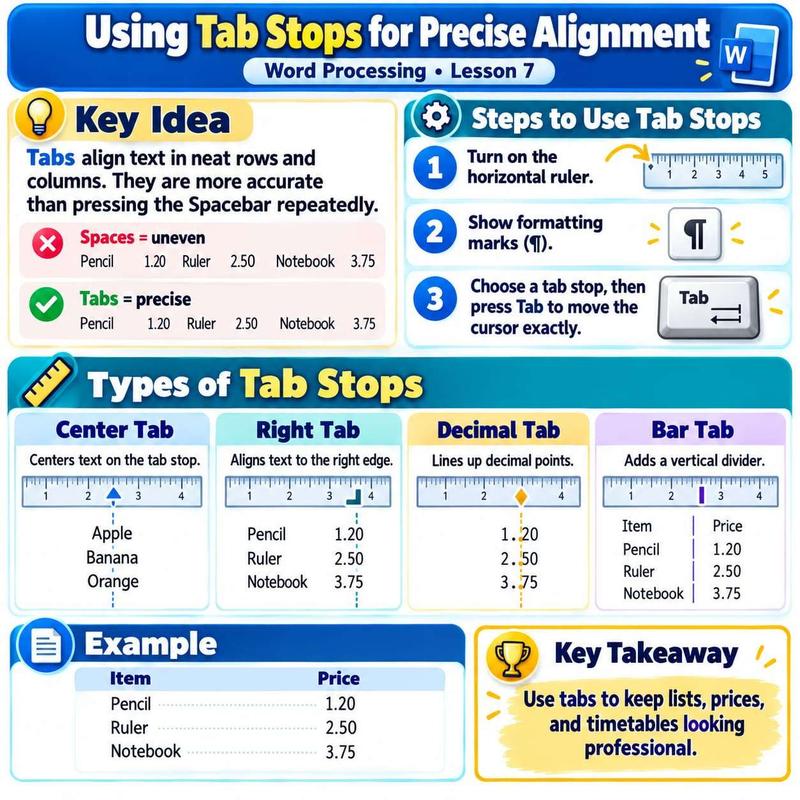 Using Tab Stops for Precise Alignment
Word Processing • Lesson 7
W
Key Idea
Tabs align text in neat rows and
columns. They are more accurate
than pressing the Spacebar repeatedly.
Spaces = uneven
Pencil 1.20 Ruler 2.50 Notebook 3.75
Tabs = precise
Pencil 1.20 Ruler 2.50 Notebook 3.75
Steps to Use Tab Stops
1 Turn on the
horizontal ruler.
1 2 3 4 5
2 Show formatting
marks (¶).
¶
3 Choose a tab stop, then
press Tab to move the
cursor exactly.
Tab
Types of Tab Stops
Center Tab
Centers text on the tab stop.
1 2 3 4
Apple
Banana
Orange
Right Tab
Aligns text to the right edge.
1 2 3 4
Pencil 1.20
Ruler 2.50
Notebook 3.75
Decimal Tab
Lines up decimal points.
1 2 4
1.20
2.50
3.75
Bar Tab
Adds a vertical divider.
1 2 3 4
Item Price
Pencil 1.20
Ruler 2.50
Notebook 3.75
Example
Item Price
Pencil 1.20
Ruler 2.50
Notebook 3.75
Key Takeaway
Use tabs to keep lists, prices,
and timetables looking
professional.